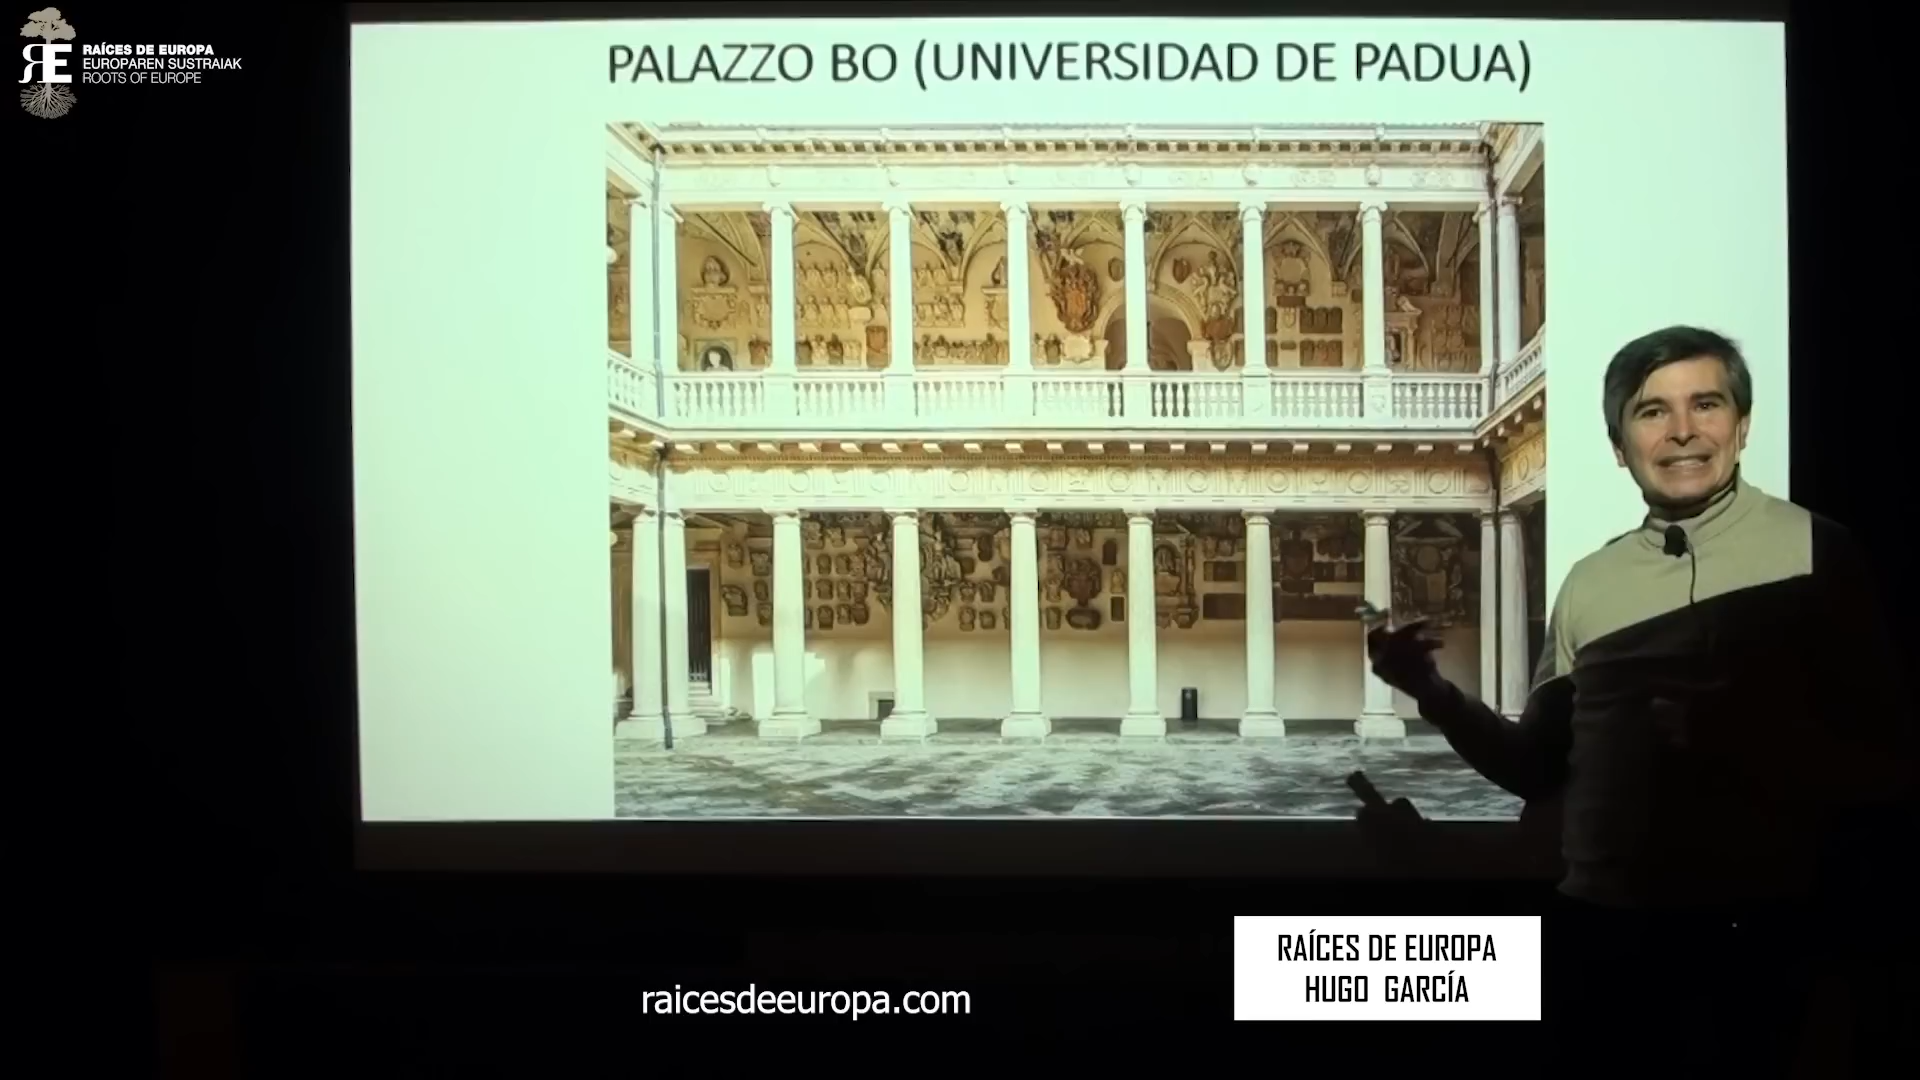 RAÍCES DE EUROPA
EUROPAREN SUSTRAIAK
ROOTS OF EUROPE
PALAZZO BO (UNIVERSIDAD DE PADUA)
RAÍCES DE EUROPA
HUGO GARCÍA
raicesdeeuropa.com